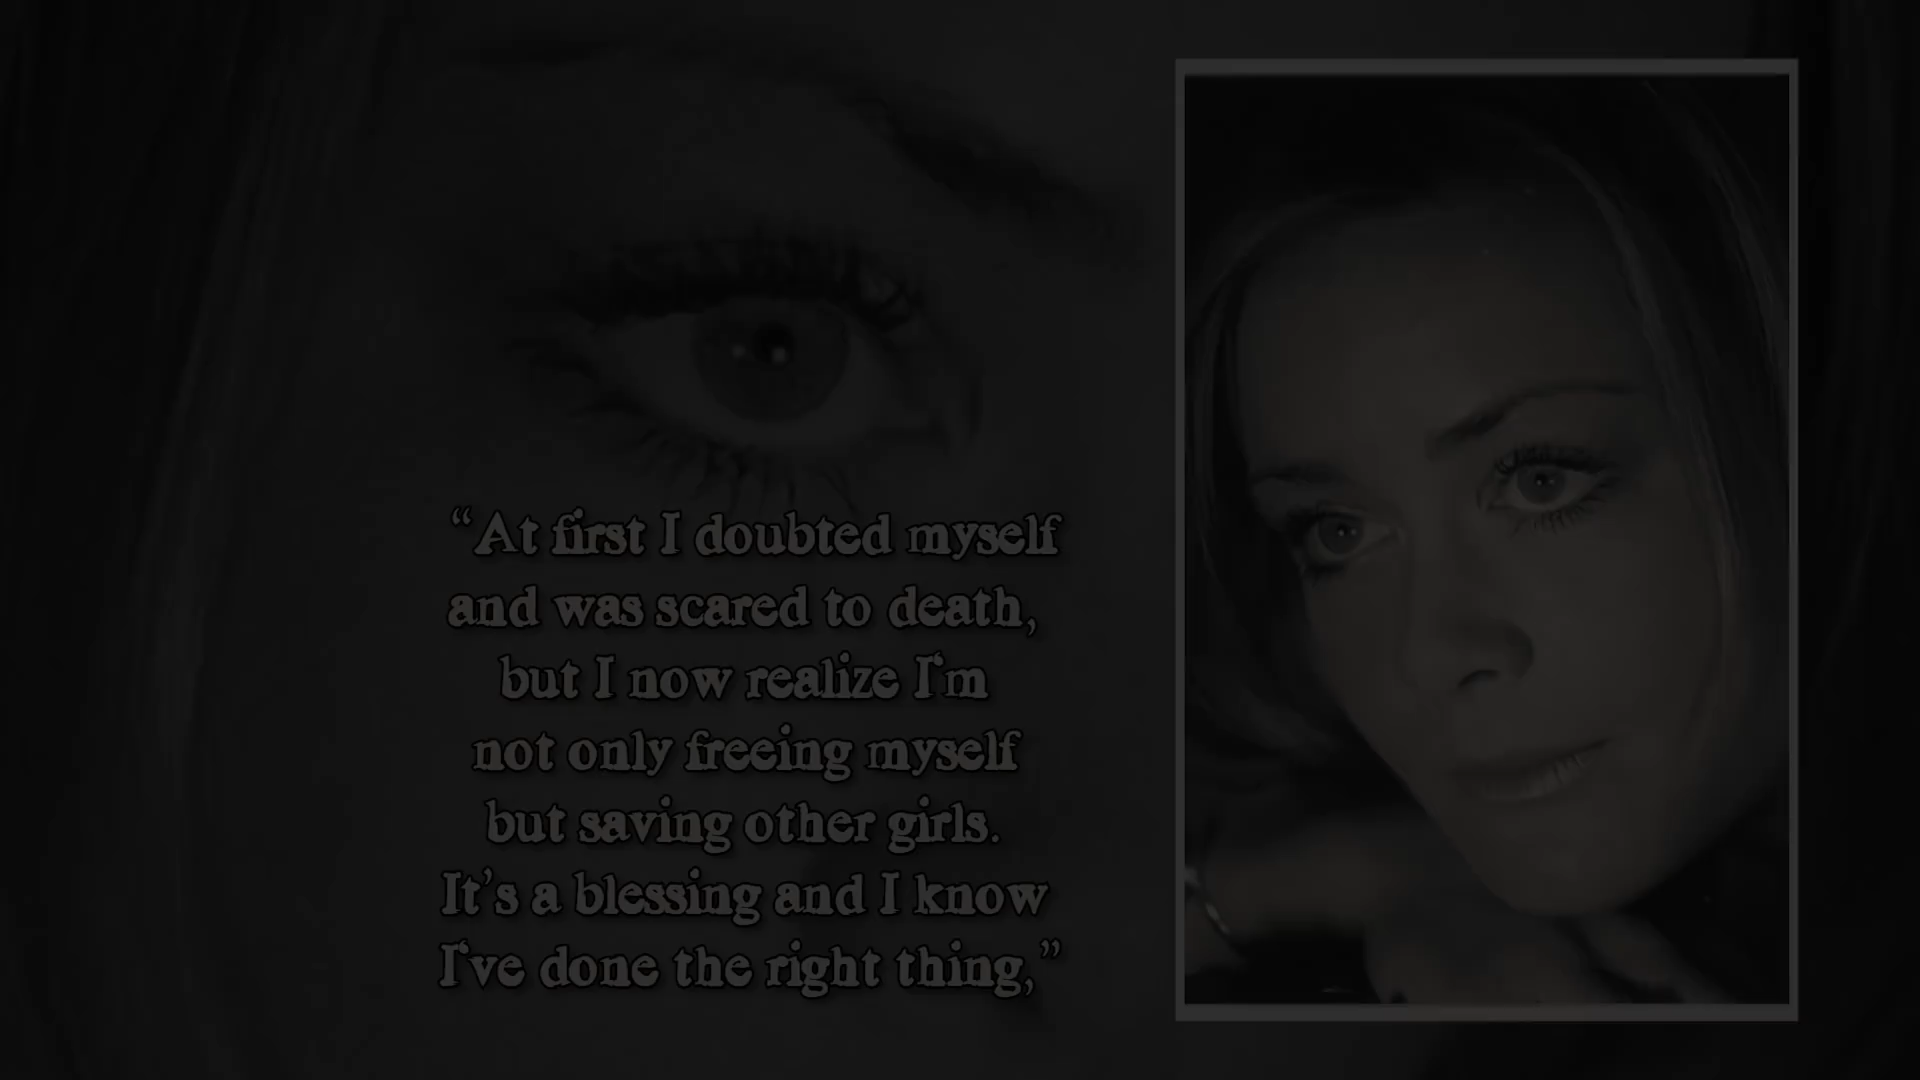 “At first I doubted myself
and was scared to death,
but I now realize I'm
not only freeing myself
but saving other girls.
It's a blessing and I know
I've done the right thing,”